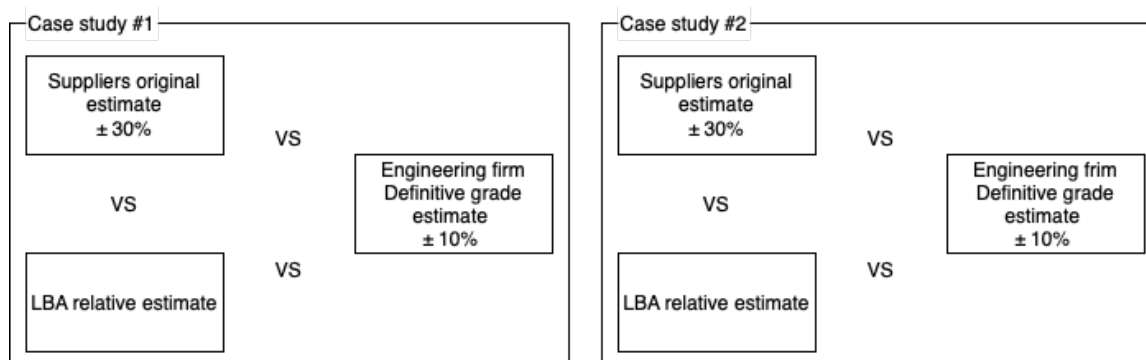 Case study #1
Suppliers original
estimate
± 30%
VS
Engineering firm
Definitive grade
estimate
± 10%
VS
VS
LBA relative estimate
Case study #2
Suppliers original
estimate
± 30%
VS
Engineering frim
Definitive grade
estimate
± 10%
VS
VS
LBA relative estimate